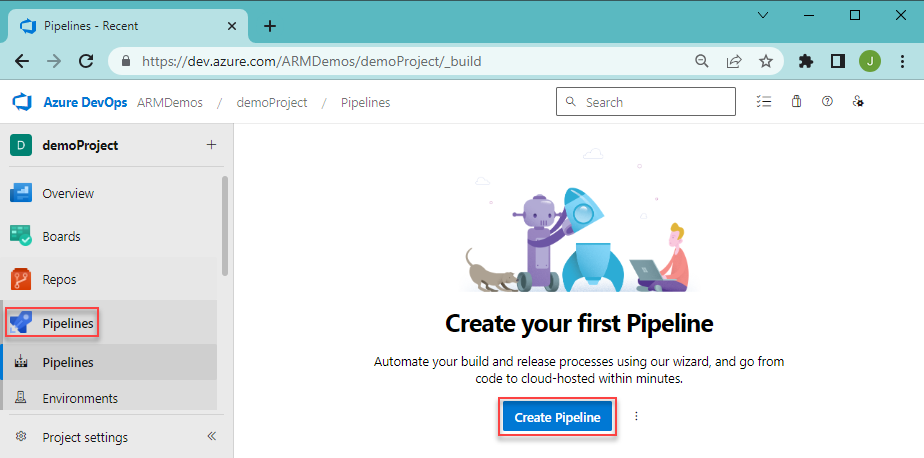 Pipelines - Recent
https://dev.azure.com/ARMDemos/demoProject/_build
J
Azure DevOps ARMDemos / demoProject / Pipelines
Search
D demoProject
Overview
Boards
Repos
Pipelines
Pipelines
Environments
Project settings
Create your first Pipeline
Automate your build and release processes using our wizard, and go from
code to cloud-hosted within minutes.
Create Pipeline